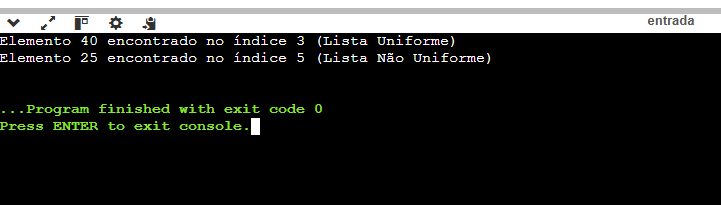 entrada
Elemento 40 encontrado no índice 3 (Lista Uniforme)
Elemento 25 encontrado no índice 5 (Lista Não Uniforme)
...Program finished with exit code 0
Press ENTER to exit console.